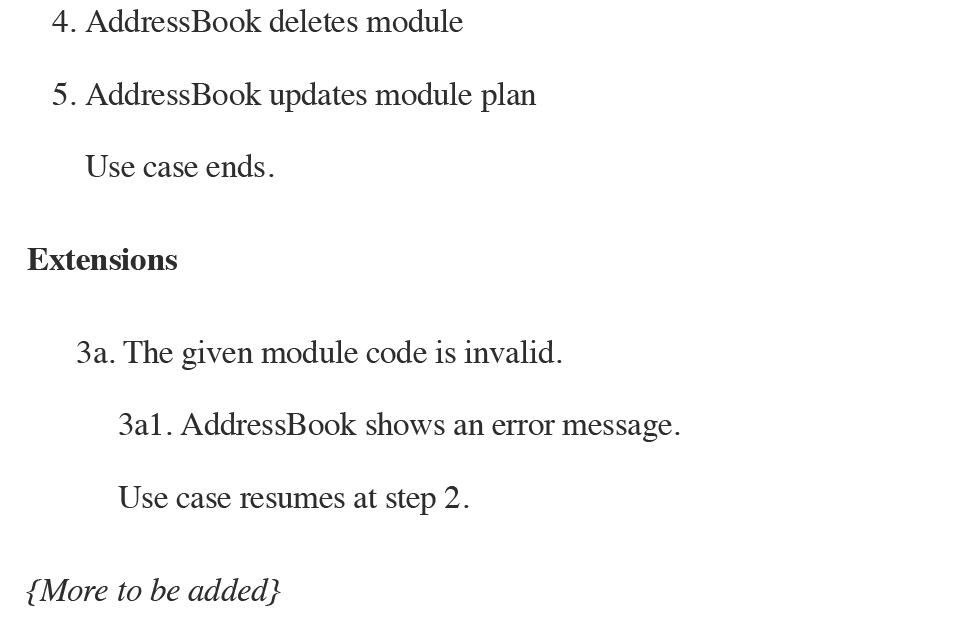 4. AddressBook deletes module
5. AddressBook updates module plan
Use case ends.
Extensions
3a. The given module code is invalid.
3a1. AddressBook shows an error message.
Use case resumes at step 2.
{More to be added}